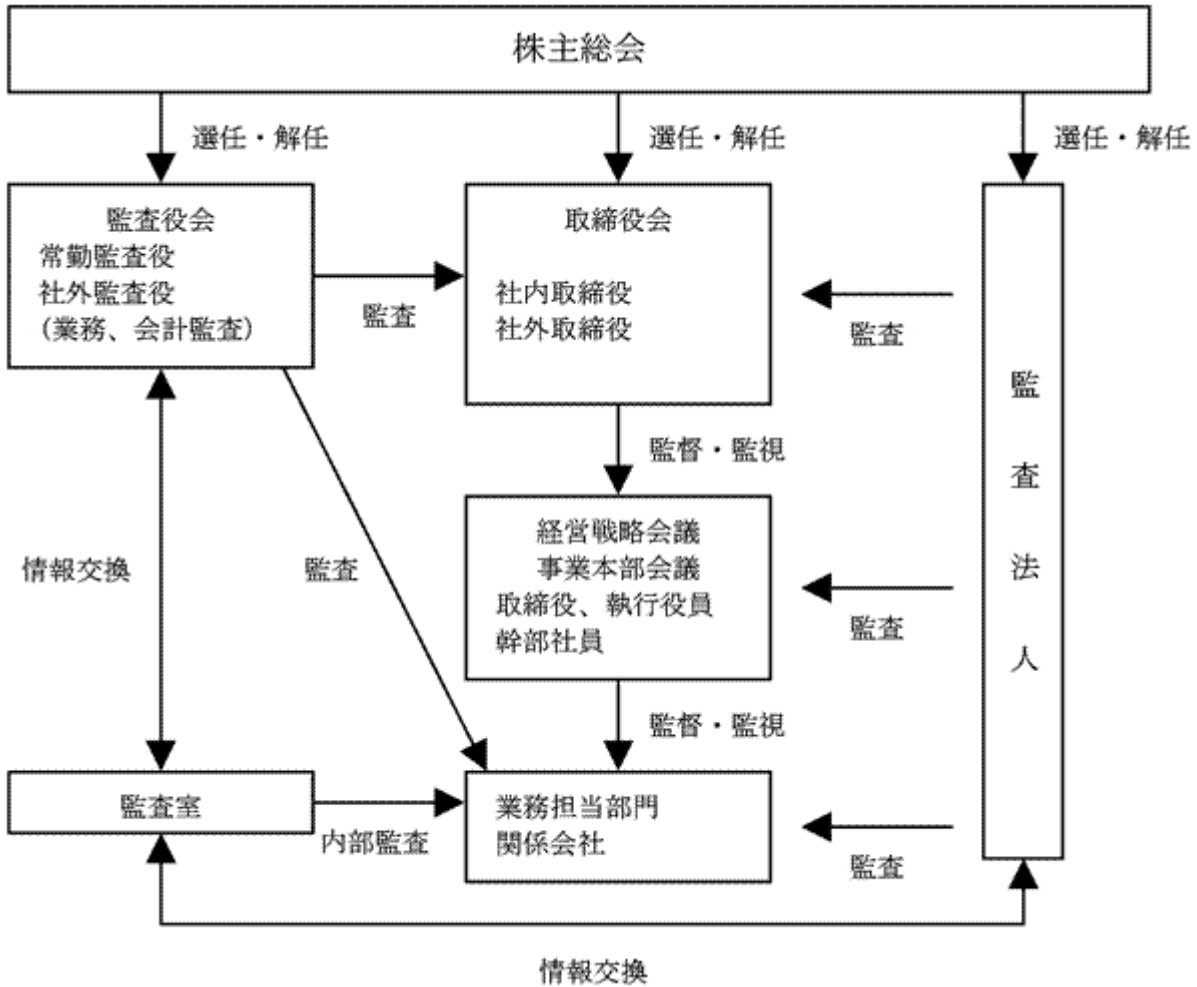 株主総会
選任・解任
選任・解任
選任・解任
監査役会
常勤監査役
社外監査役
(業務、会計監査)
監査
取締役会
社内取締役
社外取締役
監査
監督・監視
経営戦略会議
事業本部会議
取締役、執行役員
幹部社員
監査
監査法人
情報交換
監査
監督・監視
監査室
内部監査
業務担当部門
関係会社
監査
情報交換